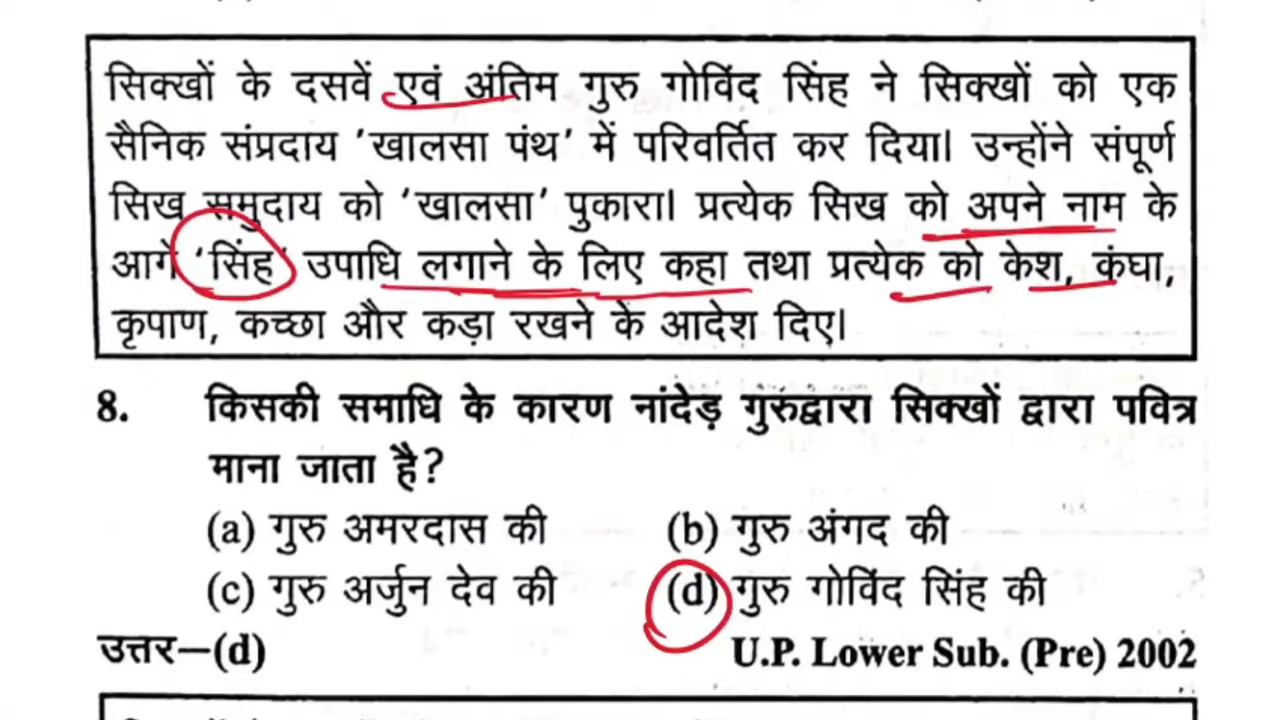 सिक्खों के दसवें एवं अंतिम गुरु गोविंद सिंह ने सिक्खों को एक
सैनिक संप्रदाय 'खालसा पंथ' में परिवर्तित कर दिया। उन्होंने संपूर्ण
सिख समुदाय को 'खालसा' पुकारा। प्रत्येक सिख को अपने नाम के
आगे 'सिंह' उपाधि लगाने के लिए कहा तथा प्रत्येक को केश, कंघा,
कृपाण, कच्छा और कड़ा रखने के आदेश दिए।
8. किसकी समाधि के कारण नांदेड़ गुरुद्वारा सिक्खों द्वारा पवित्र
माना जाता है?
(a) गुरु अमरदास की (b) गुरु अंगद की
(c) गुरु अर्जुन देव की (d) गुरु गोविंद सिंह की
उत्तर—(d) U.P. Lower Sub. (Pre) 2002